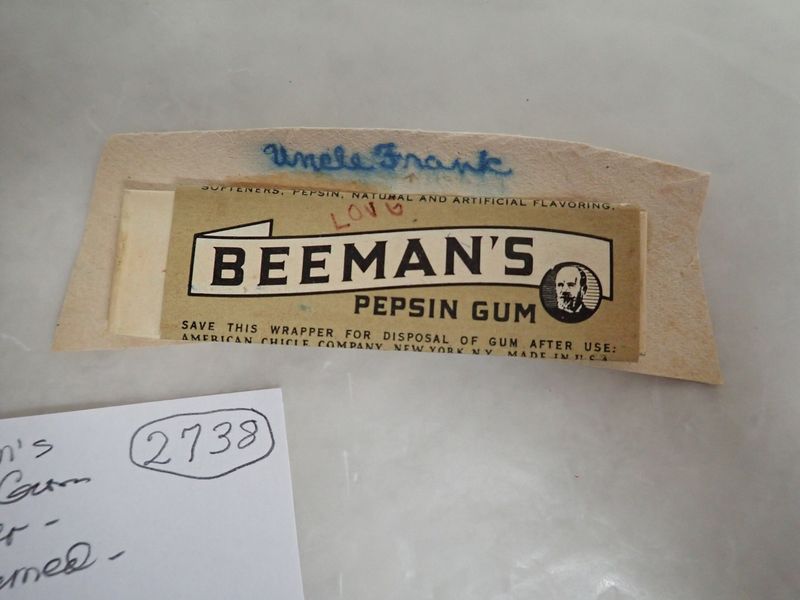 Uncle Frank
SOFTENERS, PEPSIN, NATURAL AND ARTIFICIAL FLAVORING.
LOVG
BEEMAN'S
PEPSIN GUM
SAVE THIS WRAPPER FOR DISPOSAL OF GUM AFTER USE:
AMERICAN CHICLE COMPANY, NEW YORK N.Y. MADE IN U.S.A.
2738
n's
Gum